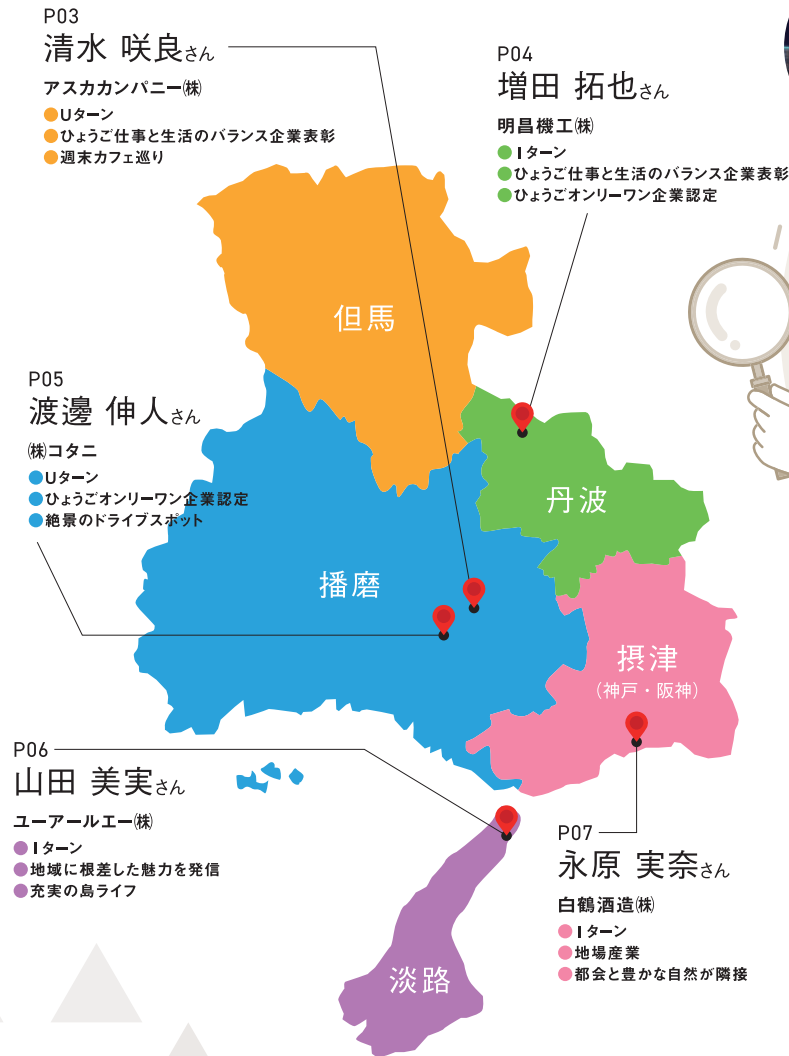 P03
清水 咲良さん
アスカカンパニー㈱
●Uターン
●ひょうご仕事と生活のバランス企業表彰
●週末カフェ巡り
P04
増田 拓也さん
明昌機工㈱
●Iターン
●ひょうご仕事と生活のバランス企業表彰
●ひょうごオンリーワン企業認定
但馬
P05
渡邊 伸人さん
㈱コタニ
●Uターン
●ひょうごオンリーワン企業認定
●絶景のドライブスポット
丹波
播磨
摂津
（神戸・阪神）
P06
山田 美実さん
ユーアールエー㈱
●Iターン
●地域に根差した魅力を発信
●充実の島ライフ
P07
永原 実奈さん
白鶴酒造㈱
●Iターン
●地場産業
●都会と豊かな自然が隣接
淡路